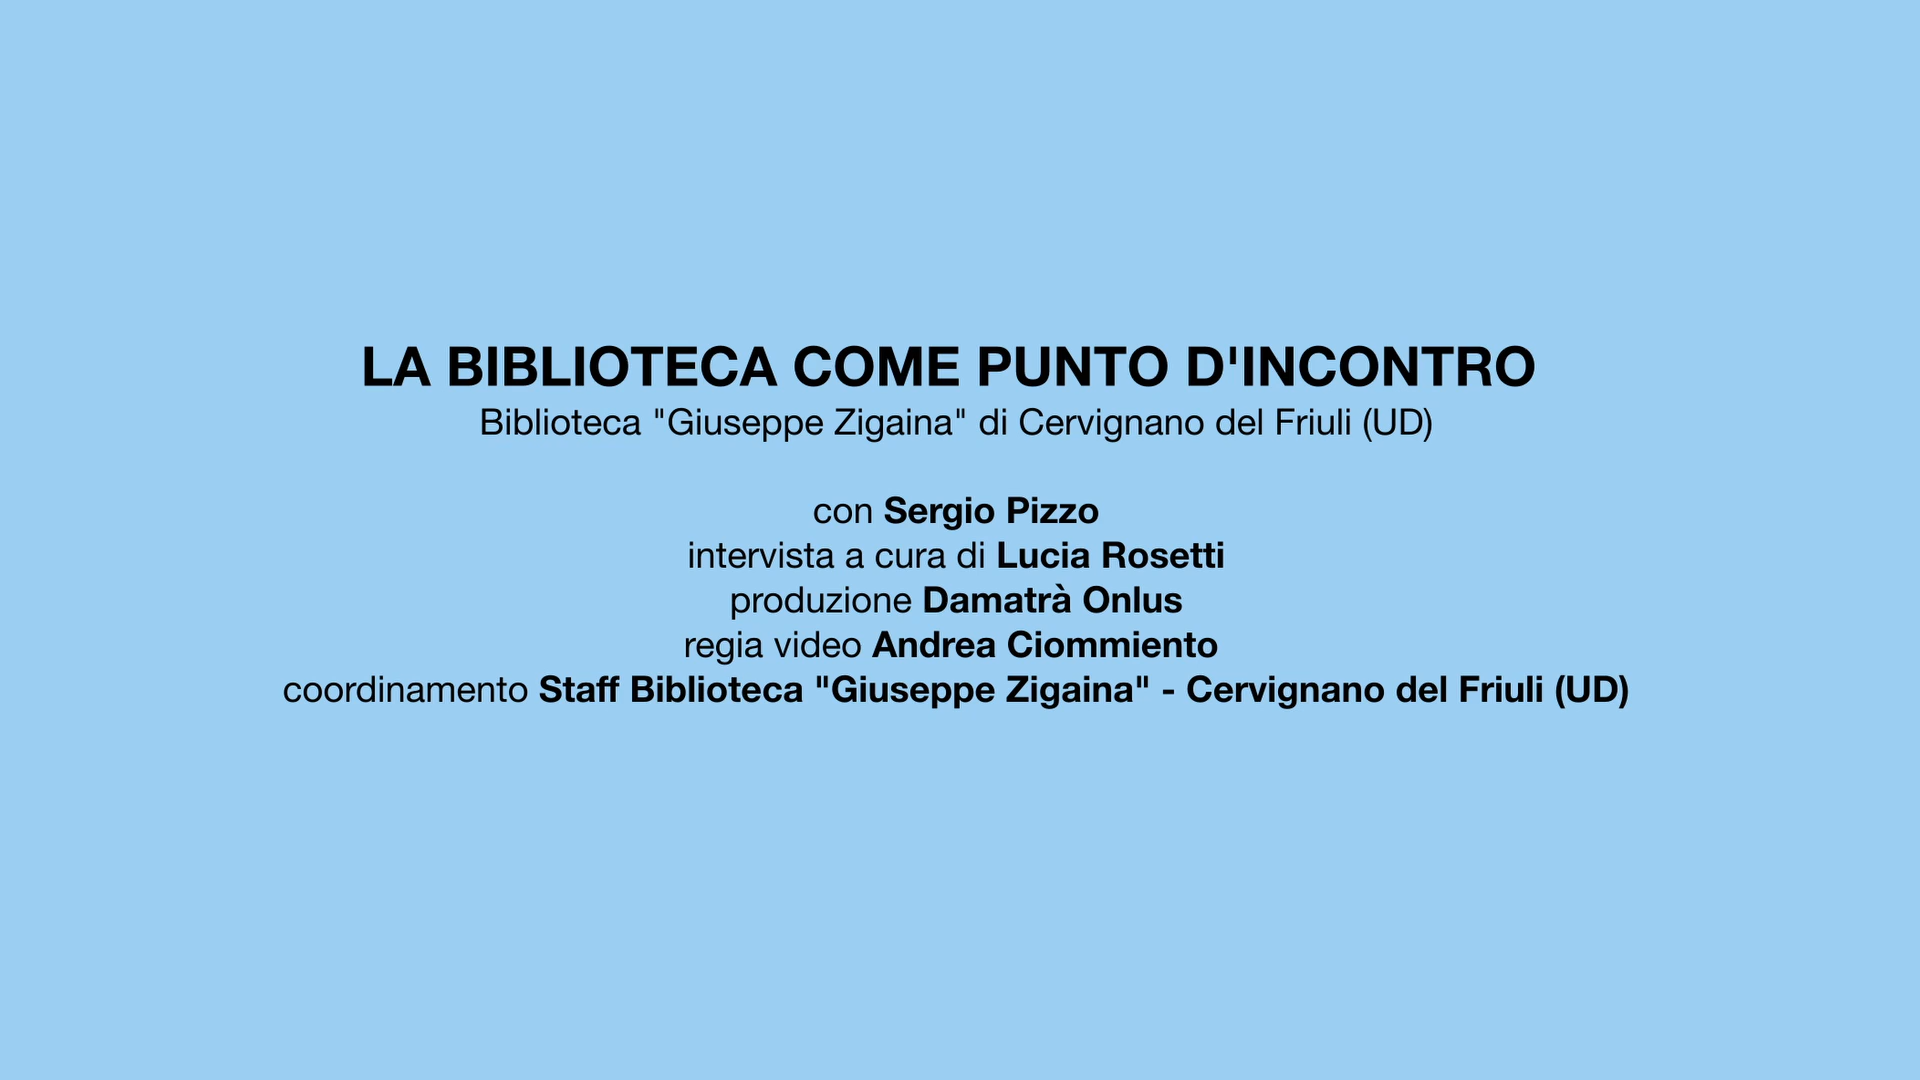 LA BIBLIOTECA COME PUNTO D'INCONTRO
Biblioteca "Giuseppe Zigaina" di Cervignano del Friuli (UD)
con Sergio Pizzo
intervista a cura di Lucia Rosetti
produzione Damatrà Onlus
regia video Andrea Ciommiento
coordinamento Staff Biblioteca "Giuseppe Zigaina" - Cervignano del Friuli (UD)